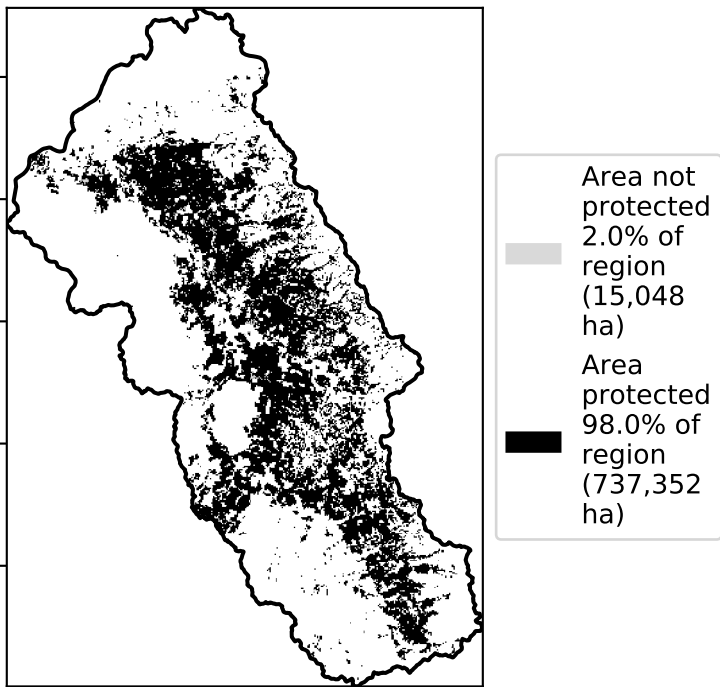 Area not
protected
2.0% of
region
(15,048
ha)
Area
protected
98.0% of
region
(737,352
ha)